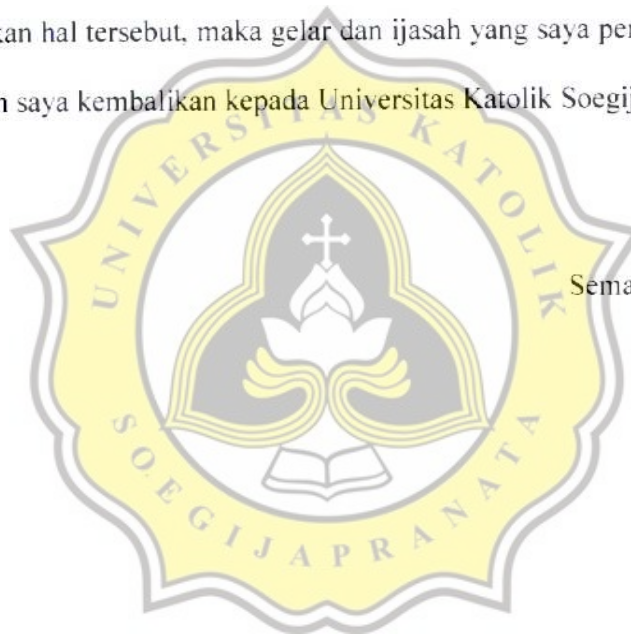 kan hal tersebut, maka gelar dan ijasah yang saya per
n saya kembalikan kepada Universitas Katolik Soegij
UNIVERSITAS KATOLIK
Sema
SOEGIJAPRANATA